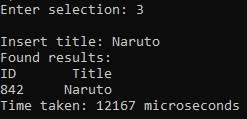 Enter selection: 3
Insert title: Naruto
Found results:
ID Title
842 Naruto
Time taken: 12167 microseconds